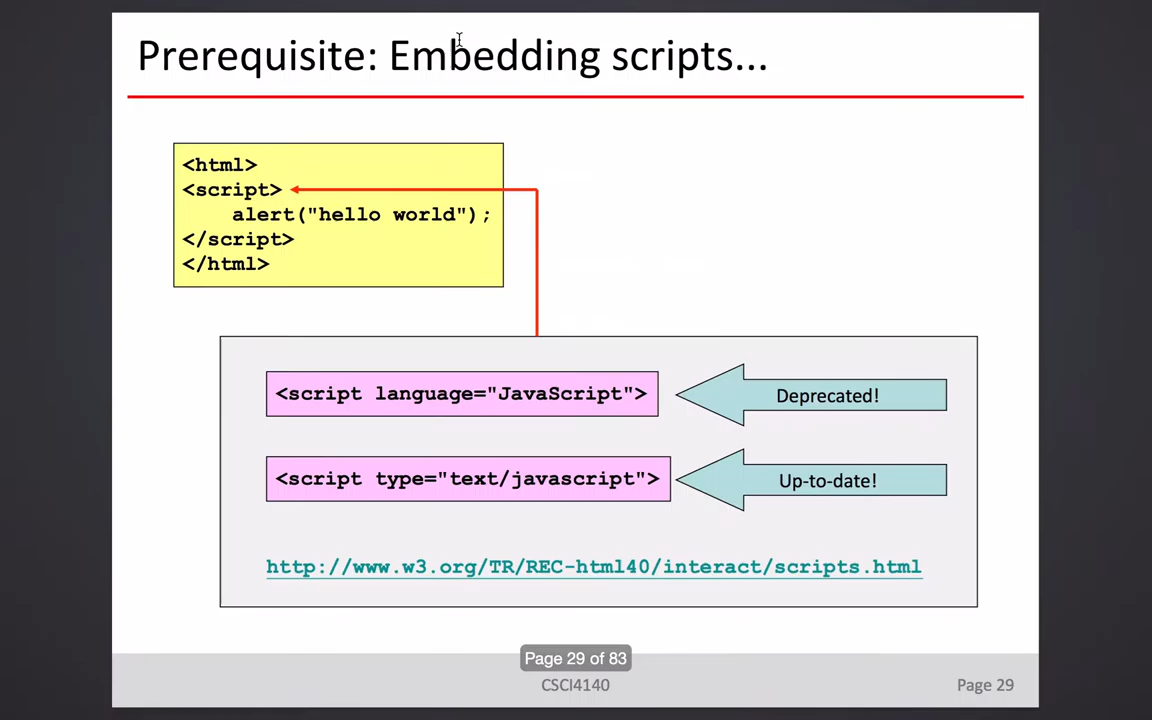 Prerequisite: Embedding scripts...
<html>
<script>
alert("hello world");
</script>
</html>
<script language="JavaScript">
Deprecated!
<script type="text/javascript">
Up-to-date!
http://www.w3.org/TR/REC-html40/interact/scripts.html
Page 29 of 83
CSCI4140
Page 29